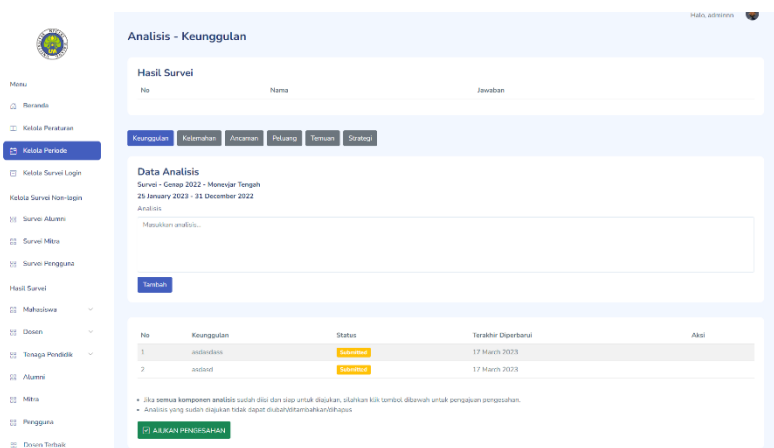 Halo, adminnn
Analisis - Keunggulan
Menu
Beranda
Kelola Peraturan
Kelola Periode
Kelola Survei Login
Kelola Survei Non-login
Survei Alumni
Survei Mitra
Survei Pengguna
Hasil Survei
Mahasiswa
Dosen
Tenaga Pendidik
Alumni
Mitra
Pengguna
Dosen Terbaik
Hasil Survei
No Nama Jawaban
Keunggulan Kelemahan Ancaman Peluang Temuan Strategi
Data Analisis
Survei - Genap 2022 - Monevjar Tengah
25 January 2023 - 31 December 2022
Analisis
Masukkan analisis...
Tambah
No Keunggulan Status Terakhir Diperbarui Aksi
1 asdasdass Submitted 17 March 2023
2 asdasd Submitted 17 March 2023
Jika semua komponen analisis sudah diisi dan siap untuk diajukan, silahkan klik tombol dibawah untuk pengajuan pengesahan.
Analisis yang sudah diajukan tidak dapat diubah/ditambahkan/dihapus
AJUKAN PENGESAHAN